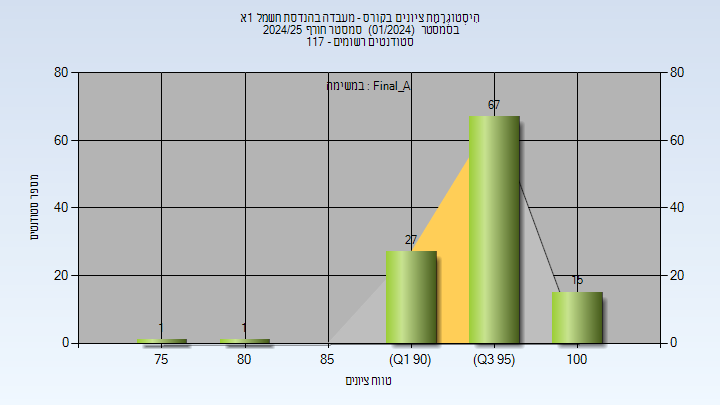 היסטוגרמת ציונים בקורס - מעבדה בהנדסת חשמל 1א
בסמסטר (01/2024) סמסטר חורף 2024/25
סטודנטים רשומים - 117
במשימה : Final_A
80 80
60 60
40 40
20 20
0 0
מספר סטודנטים
1 1 27 67 15
75 80 85 (Q1 90) (Q3 95) 100
טווח ציונים